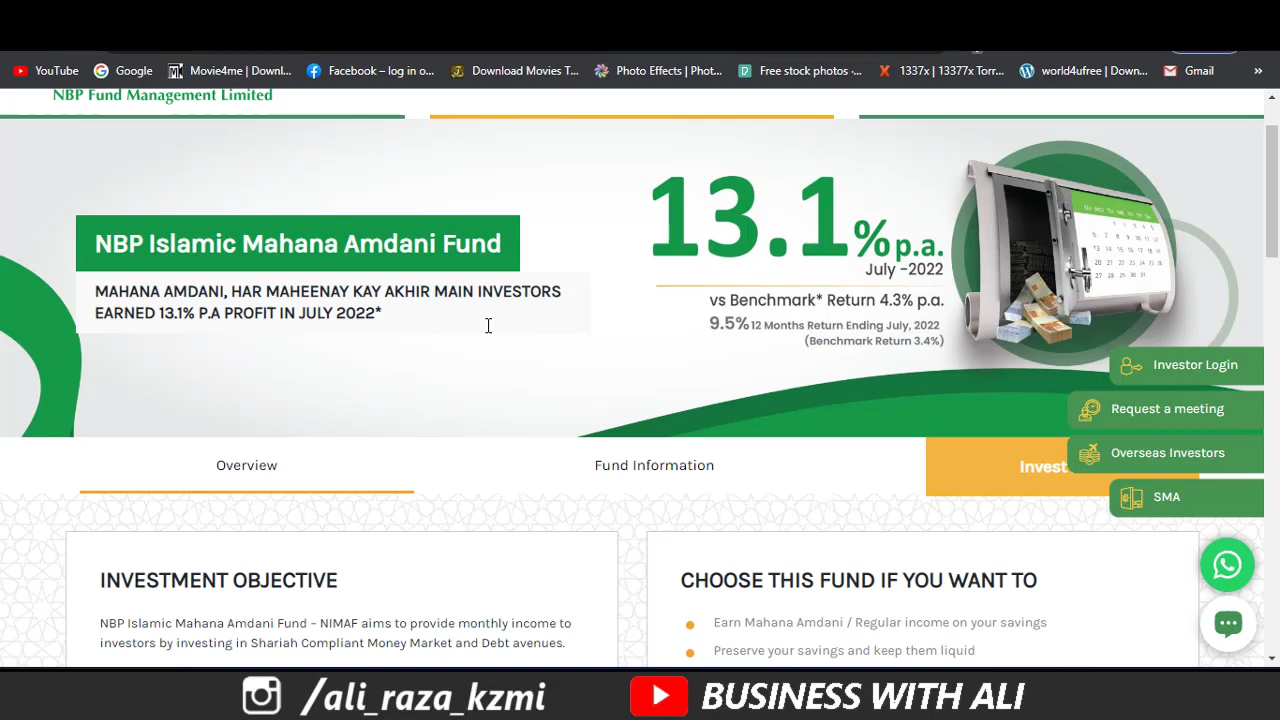 YouTube
Google
Movie4me | Downl...
Facebook – log in o...
Download Movies T...
Photo Effects | Phot...
Free stock photos -...
1337x | 13377x Torr...
world4ufree | Down...
Gmail
»
NBP Fund Management Limited
NBP Islamic Mahana Amdani Fund
MAHANA AMDANI, HAR MAHEENAY KAY AKHIR MAIN INVESTORS
EARNED 13.1% P.A PROFIT IN JULY 2022*
13.1% p.a.
July -2022
vs Benchmark* Return 4.3% p.a.
9.5% 12 Months Return Ending July, 2022
(Benchmark Return 3.4%)
Investor Login
Request a meeting
Overseas Investors
SMA
Overview
Fund Information
Invest
INVESTMENT OBJECTIVE
NBP Islamic Mahana Amdani Fund – NIMAF aims to provide monthly income to
investors by investing in Shariah Compliant Money Market and Debt avenues.
CHOOSE THIS FUND IF YOU WANT TO
Earn Mahana Amdani / Regular income on your savings
Preserve your savings and keep them liquid
/ali_raza_kzmi
BUSINESS WITH ALI